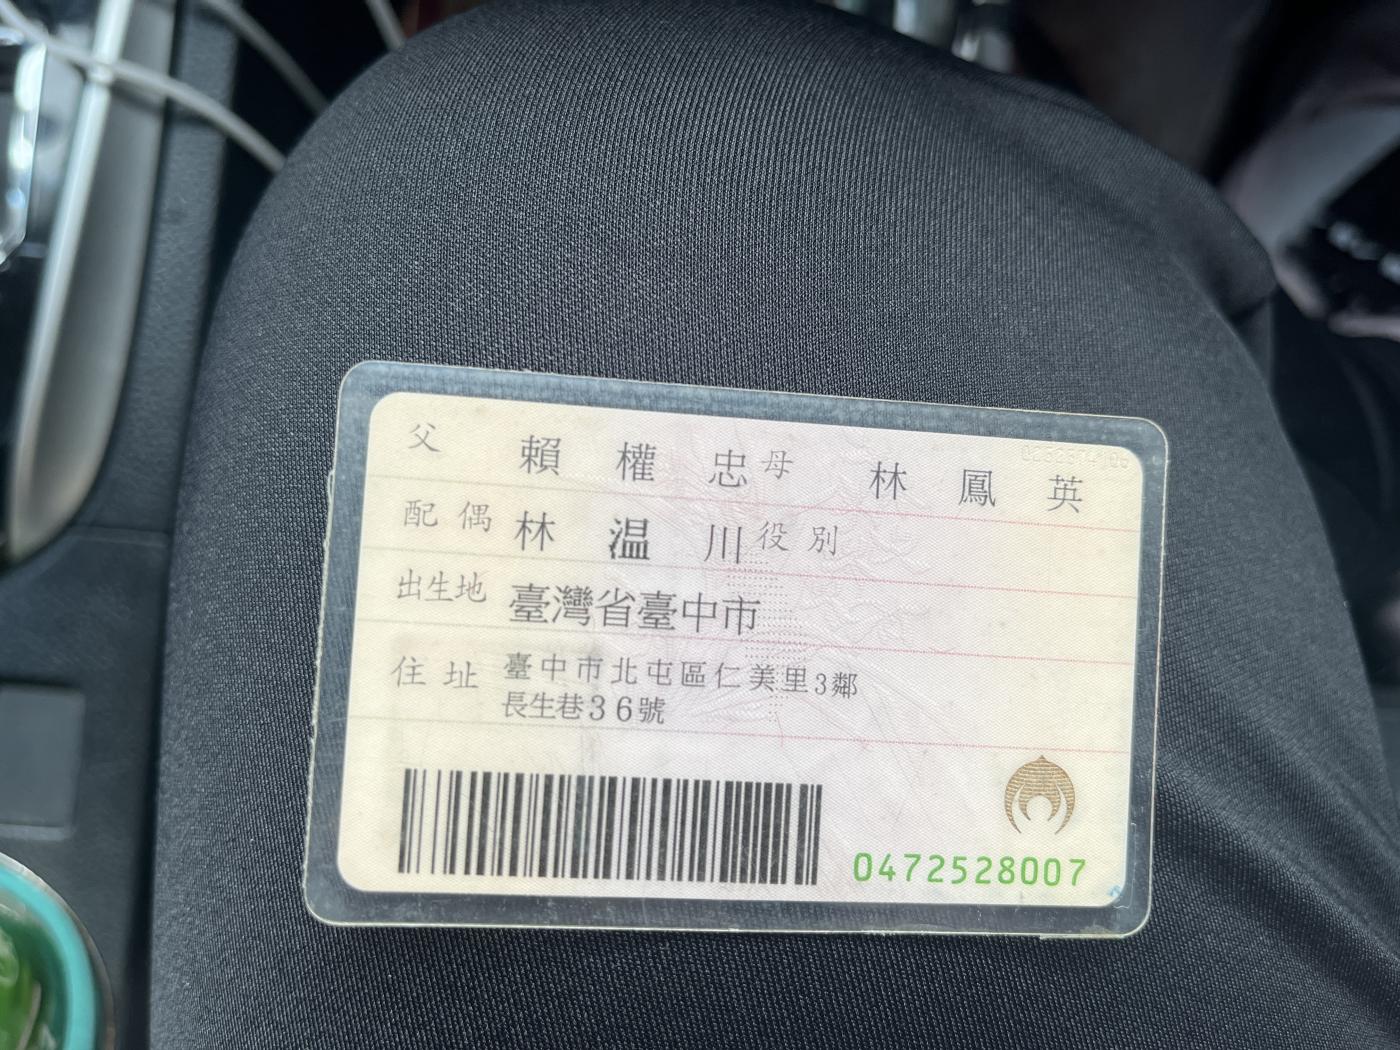 父 賴權忠 母 林鳳英
配偶 林温川 役別
出生地 臺灣省臺中市
住址 臺中市北屯區仁美里3鄰
長生巷36號
0472528007